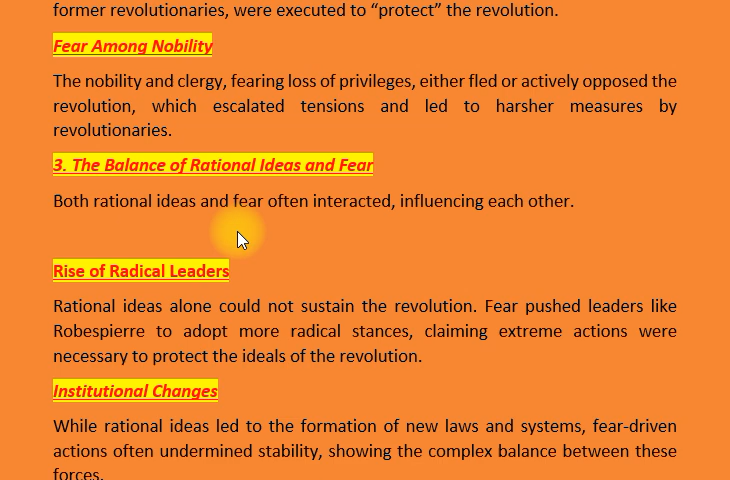 former revolutionaries, were executed to “protect” the revolution.
Fear Among Nobility
The nobility and clergy, fearing loss of privileges, either fled or actively opposed the
revolution, which escalated tensions and led to harsher measures by
revolutionaries.
3. The Balance of Rational Ideas and Fear
Both rational ideas and fear often interacted, influencing each other.
Rise of Radical Leaders
Rational ideas alone could not sustain the revolution. Fear pushed leaders like
Robespierre to adopt more radical stances, claiming extreme actions were
necessary to protect the ideals of the revolution.
Institutional Changes
While rational ideas led to the formation of new laws and systems, fear-driven
actions often undermined stability, showing the complex balance between these
forces.